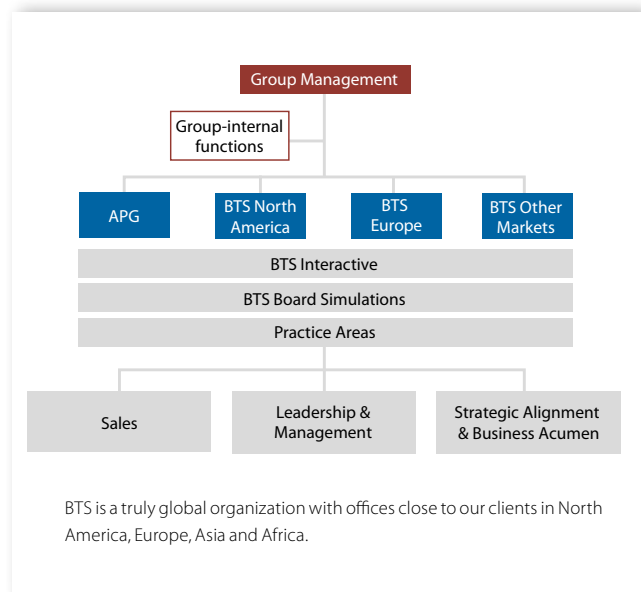 Group Management
Group-internal
functions
APG
BTS North
America
BTS
Europe
BTS Other
Markets
BTS Interactive
BTS Board Simulations
Practice Areas
Sales
Leadership &
Management
Strategic Alignment
& Business Acumen
BTS is a truly global organization with offices close to our clients in North
America, Europe, Asia and Africa.